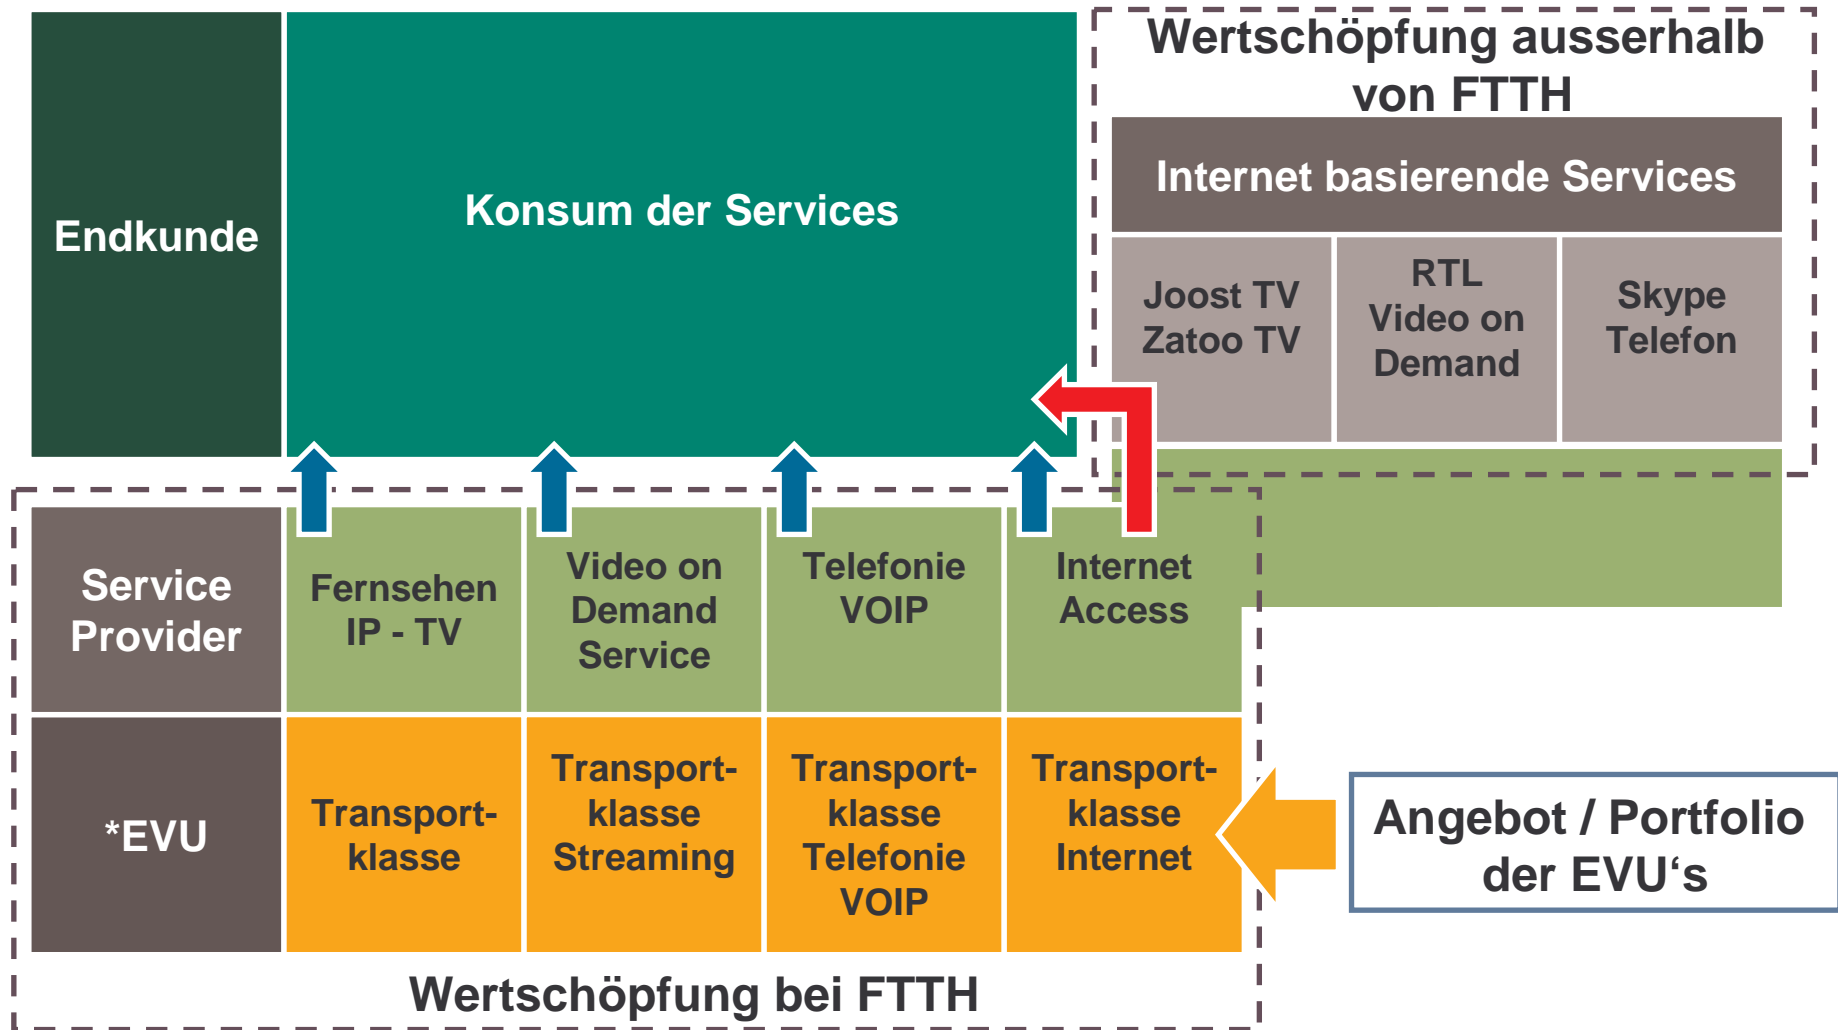 Endkunde
Konsum der Services
Wertschöpfung ausserhalb
von FTTH
Internet basierende Services
Joost TV
Zatoo TV
RTL
Video on
Demand
Skype
Telefon
Service
Provider
Fernsehen
IP - TV
Video on
Demand
Service
Telefonie
VOIP
Internet
Access
*EVU
Transport-
klasse
Transport-
klasse
Streaming
Transport-
klasse
Telefonie
VOIP
Transport-
klasse
Internet
Angebot / Portfolio
der EVU‘s
Wertschöpfung bei FTTH